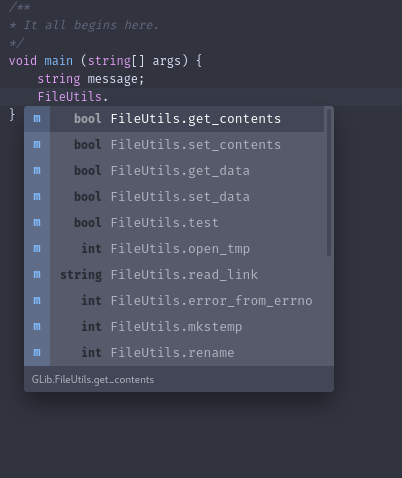 /**
* It all begins here.
*/
void main (string[] args) {
string message;
FileUtils.
}
m bool FileUtils.get_contents
m bool FileUtils.set_contents
m bool FileUtils.get_data
m bool FileUtils.set_data
m bool FileUtils.test
m int FileUtils.open_tmp
m string FileUtils.read_link
m int FileUtils.error_from_errno
m int FileUtils.mkstemp
m int FileUtils.rename
GLib.FileUtils.get_contents